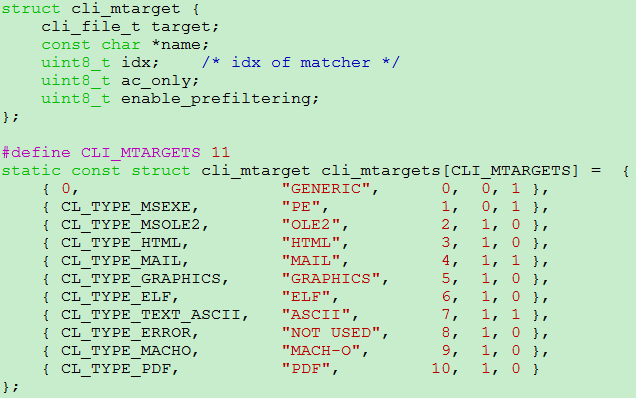 struct cli_mtarget {
    cli_file_t target;
    const char *name;
    uint8_t idx;    /* idx of matcher */
    uint8_t ac_only;
    uint8_t enable_prefiltering;
};

#define CLI_MTARGETS 11
static const struct cli_mtarget cli_mtargets[CLI_MTARGETS] =  {
    { 0,                    "GENERIC",      0,  0, 1 },
    { CL_TYPE_MSEXE,        "PE",           1,  0, 1 },
    { CL_TYPE_MSOLE2,       "OLE2",         2,  1, 0 },
    { CL_TYPE_HTML,         "HTML",         3,  1, 0 },
    { CL_TYPE_MAIL,         "MAIL",         4,  1, 1 },
    { CL_TYPE_GRAPHICS,     "GRAPHICS",     5,  1, 0 },
    { CL_TYPE_ELF,          "ELF",          6,  1, 0 },
    { CL_TYPE_TEXT_ASCII,   "ASCII",        7,  1, 1 },
    { CL_TYPE_ERROR,        "NOT USED",     8,  1, 0 },
    { CL_TYPE_MACHO,        "MACH-O",       9,  1, 0 },
    { CL_TYPE_PDF,          "PDF",         10,  1, 0 }
};